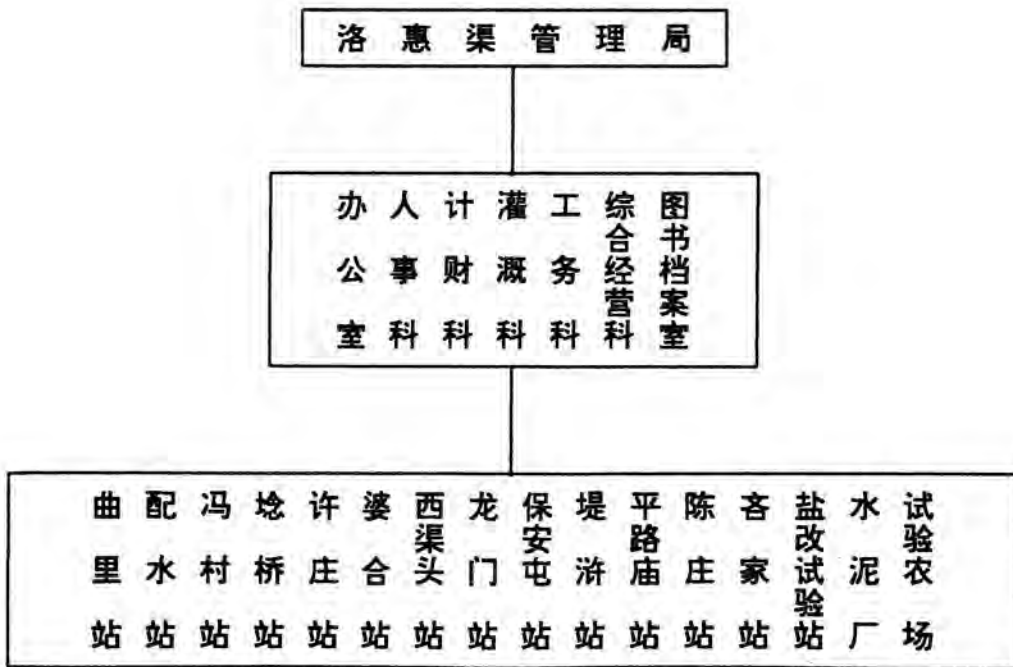 洛惠渠管理局
办公室
人事科
计财科
灌溉科
工务科
综合经营科
图书档案室
曲里站
配水站
冯村站
埝桥站
许庄站
婆合站
西渠头站
龙门站
保安屯站
堤浒站
平路庙站
陈庄站
吝家站
盐改试验站
水泥厂
试验农场